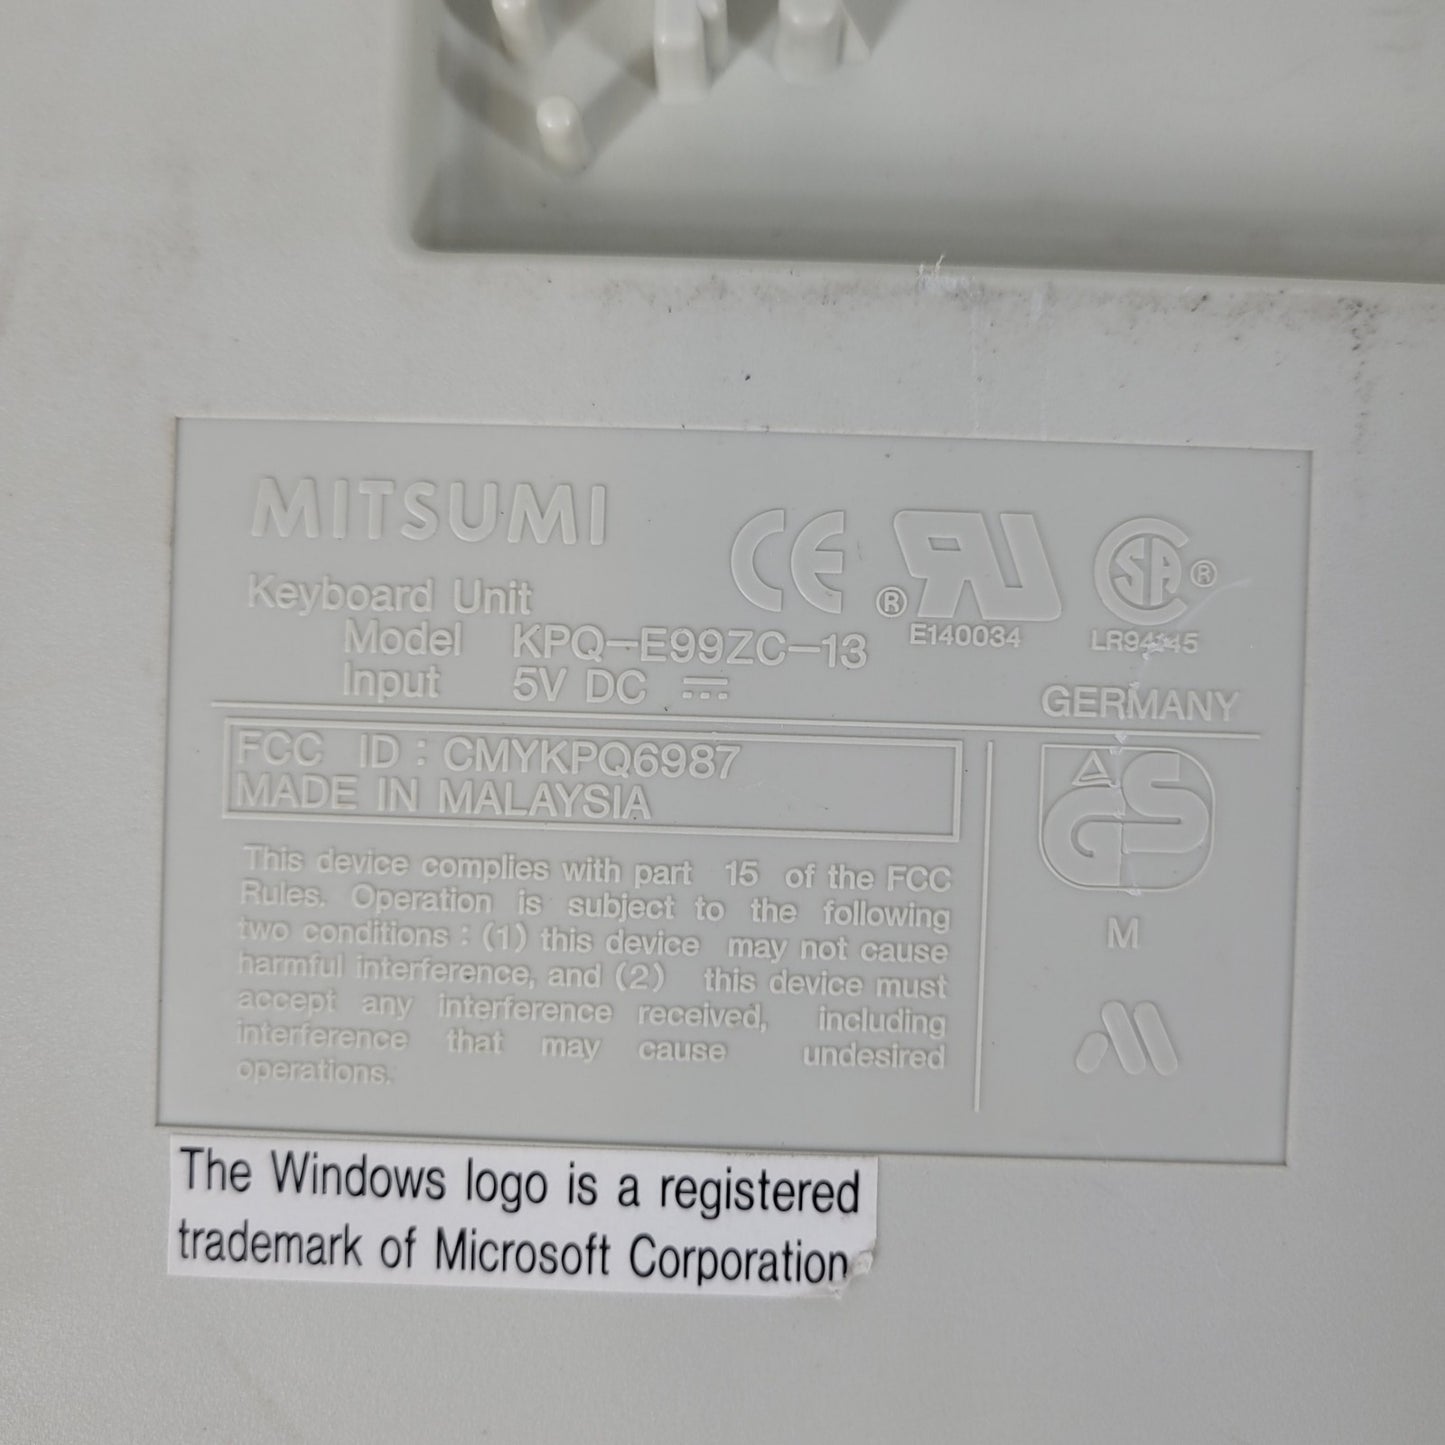 MITSUMI
CE
®
E140034
®
LR94145
Keyboard Unit
Model KPQ-E99ZC-13
Input 5V DC ⎓
GERMANY
FCC ID : CMYKPQ6987
MADE IN MALAYSIA
GS
M
This device complies with part 15 of the FCC
Rules. Operation is subject to the following
two conditions : (1) this device may not cause
harmful interference, and (2) this device must
accept any interference received, including
interference that may cause undesired
operations.
The Windows logo is a registered
trademark of Microsoft Corporation